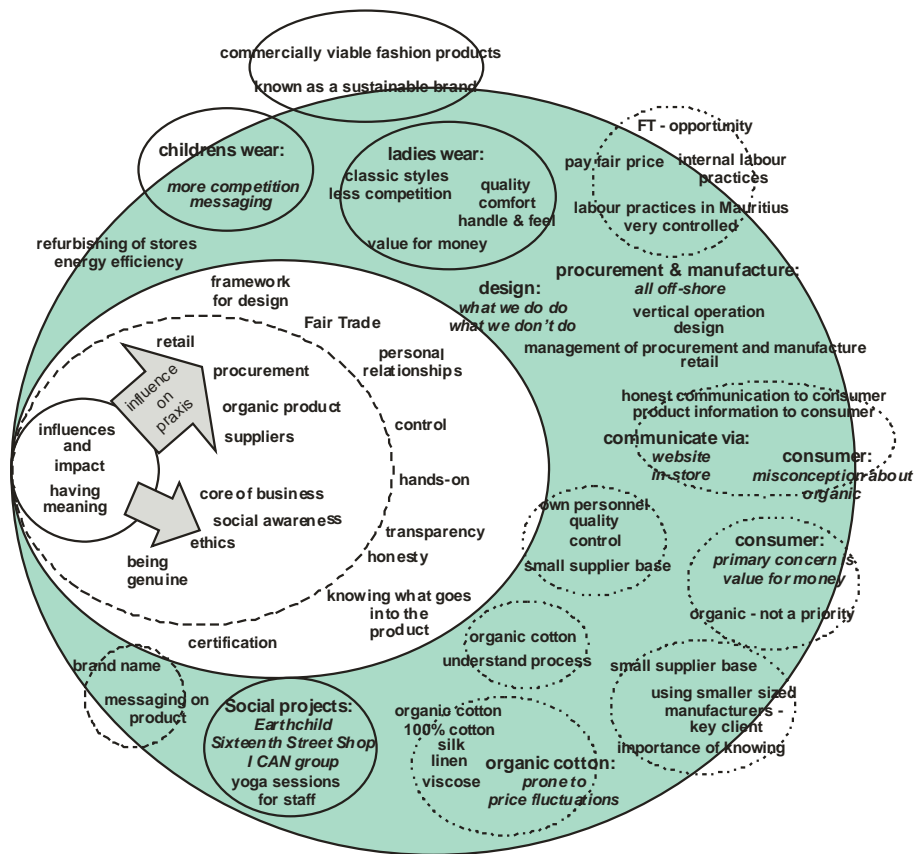 commercially viable fashion products
known as a sustainable brand
childrens wear:
more competition
messaging
ladies wear:
classic styles
less competition
quality
comfort
handle & feel
value for money
FT - opportunity
pay fair price
internal labour
practices
labour practices in Mauritius
very controlled
refurbishing of stores
energy efficiency
framework
for design
design:
what we do do
what we don't do
procurement & manufacture:
all off-shore
vertical operation
design
management of procurement and manufacture
retail
Fair Trade
retail
procurement
personal
relationships
influence
on
praxis
organic product
suppliers
control
influences
and
impact
having
meaning
honest communication to consumer
product information to consumer
communicate via:
website
in-store
consumer:
misconception about
organic
core of business
social awareness
ethics
being
genuine
hands-on
transparency
honesty
knowing what goes
into the
product
certification
own personnel
quality
control
small supplier base
consumer:
primary concern is
value for money
organic - not a priority
organic cotton
understand process
brand name
messaging on
product
Social projects:
Earthchild
Sixteenth Street Shop
I CAN group
yoga sessions
for staff
organic cotton
100% cotton
silk
linen
viscose
organic cotton:
prone to
price fluctuations
small supplier base
using smaller sized
manufacturers -
key client
importance of knowing